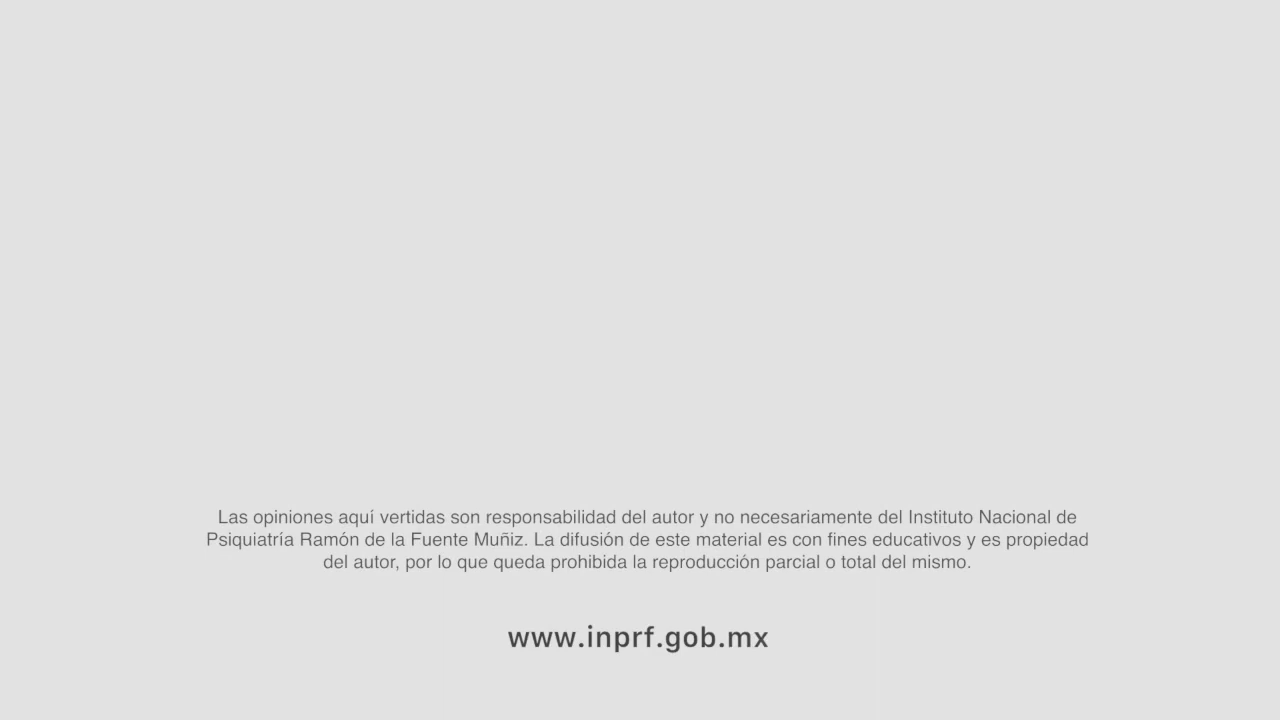 Las opiniones aquí vertidas son responsabilidad del autor y no necesariamente del Instituto Nacional de
Psiquiatría Ramón de la Fuente Muñiz. La difusión de este material es con fines educativos y es propiedad
del autor, por lo que queda prohibida la reproducción parcial o total del mismo.
www.inprf.gob.mx